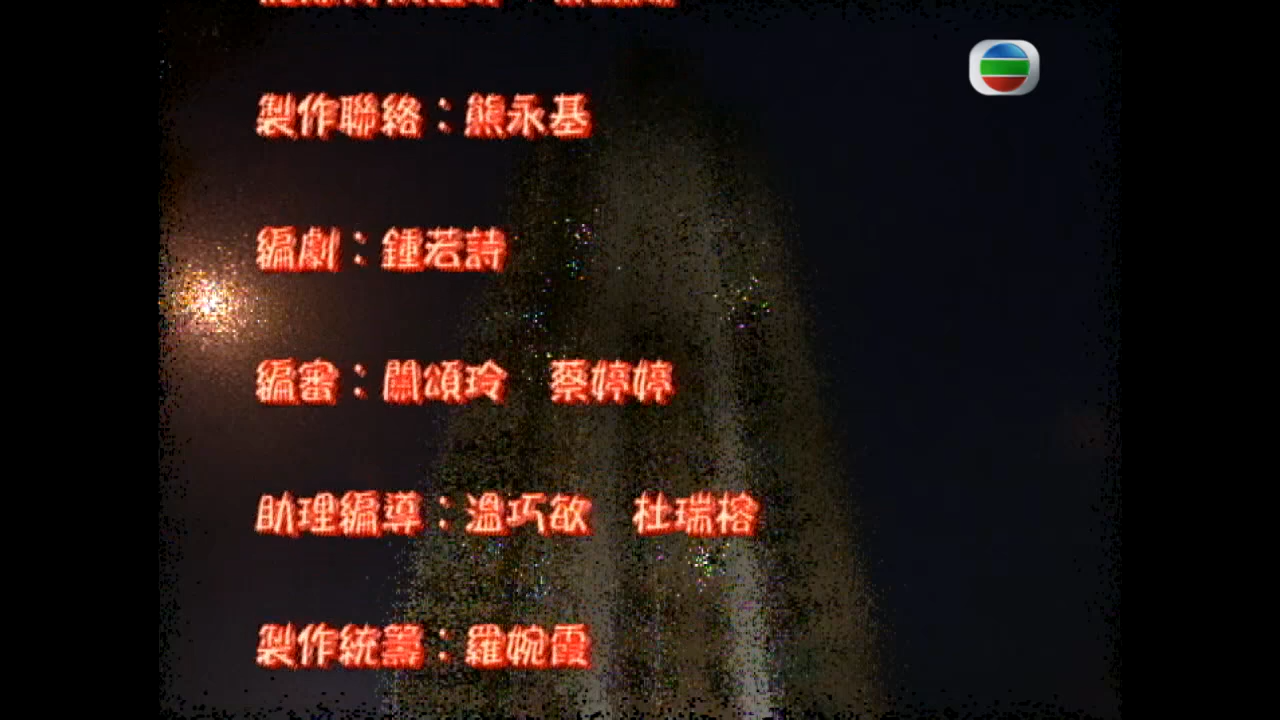 製作聯絡：熊永基
編劇：鍾若詩
編審：關頌玲　蔡婷婷
助理編導：溫巧敏　杜瑞榕
製作統籌：羅婉霞